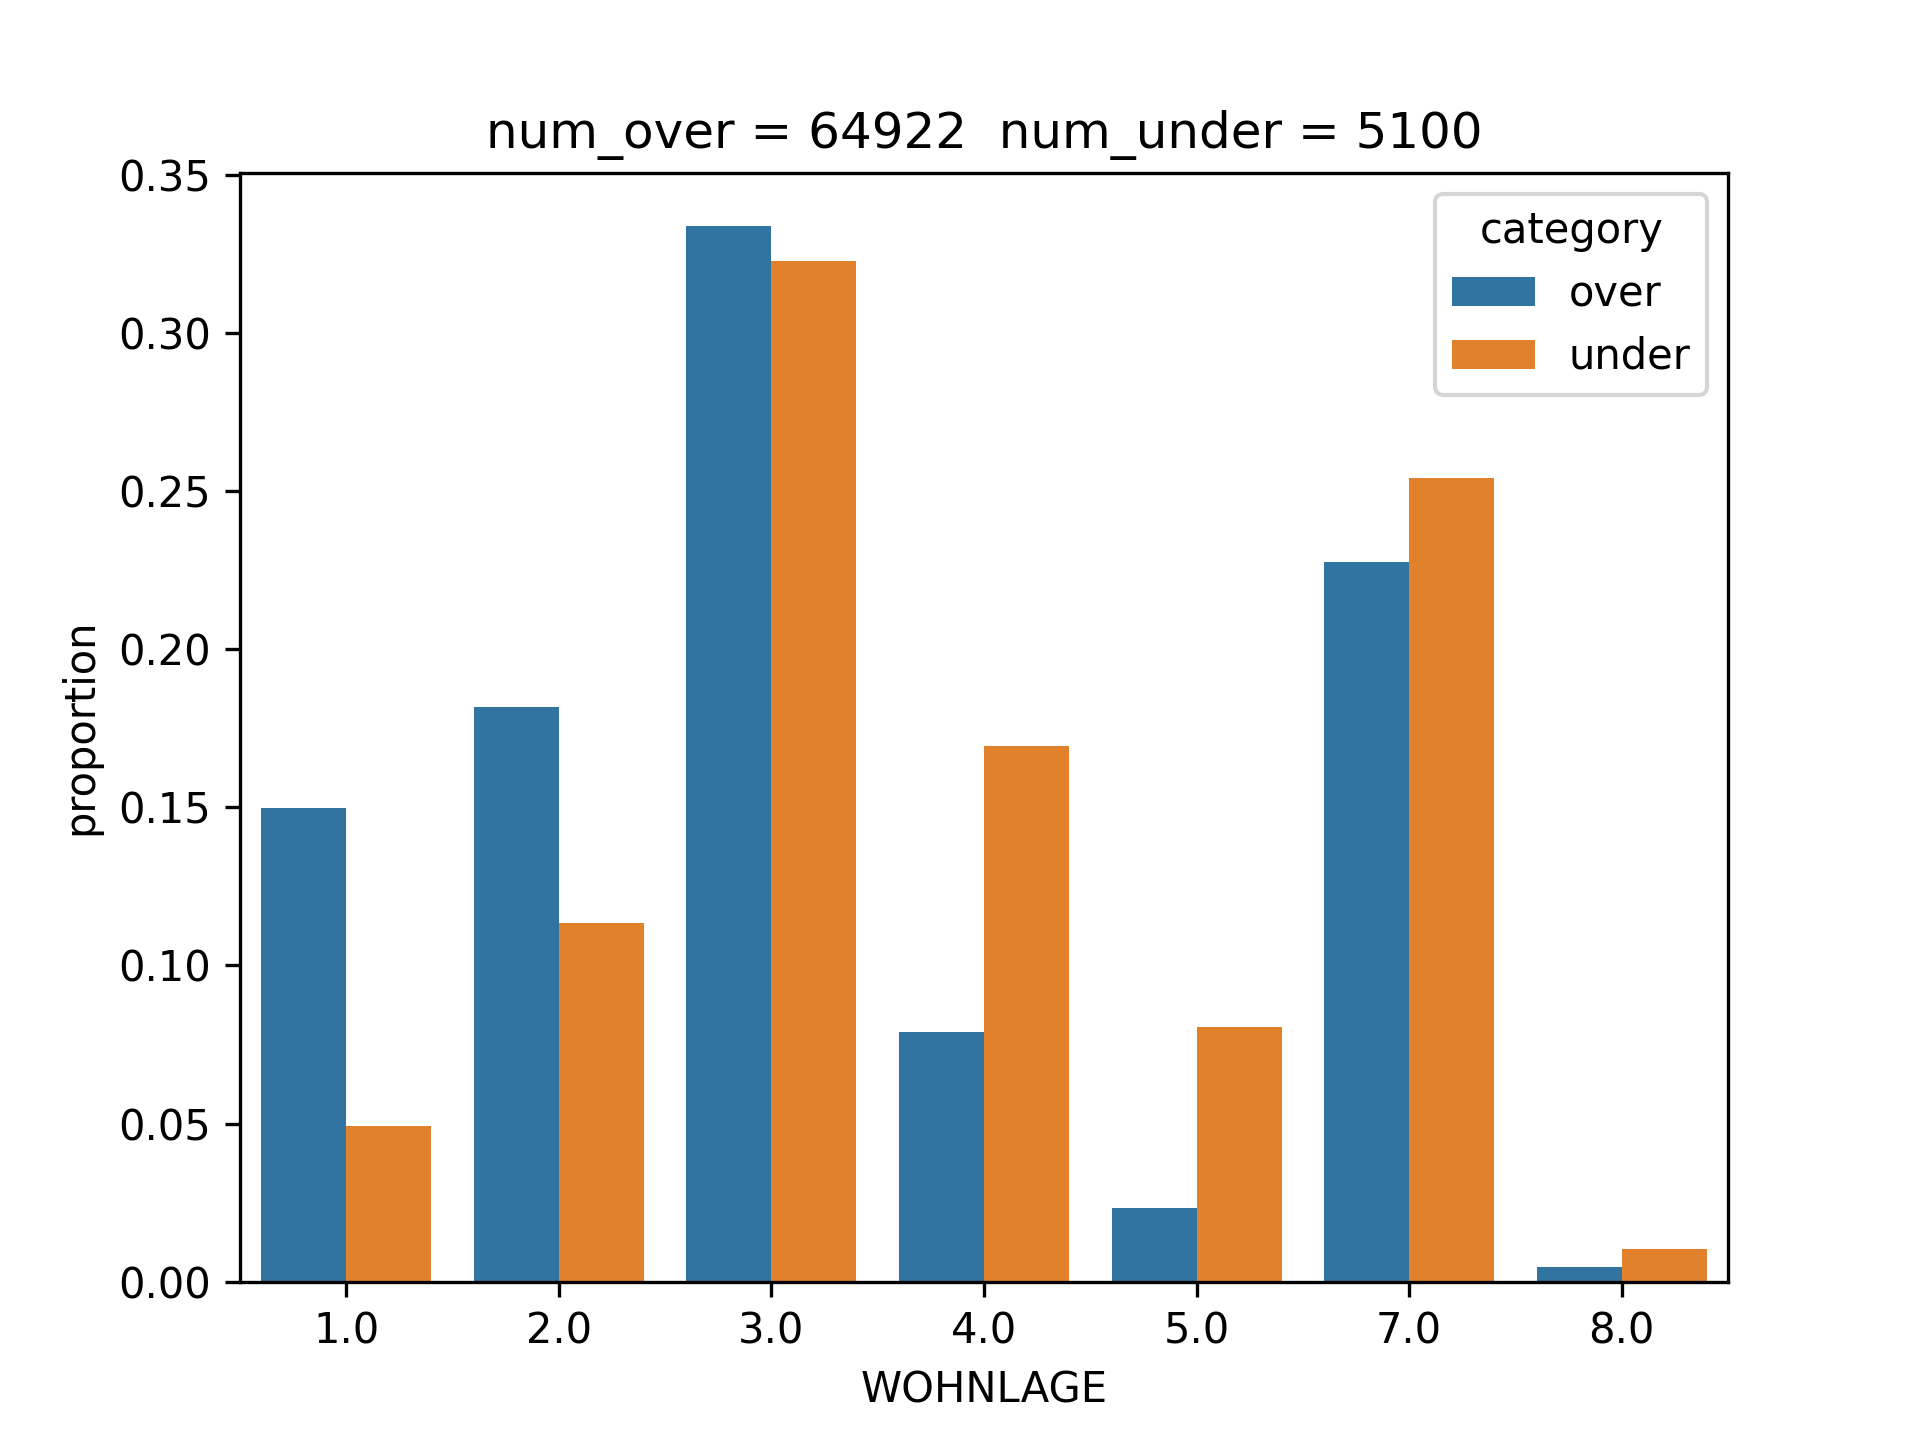 num_over = 64922  num_under = 5100
0.35
0.30
0.25
0.20
0.15
0.10
0.05
0.00
proportion
category
over
under
1.0 2.0 3.0 4.0 5.0 7.0 8.0
WOHNLAGE